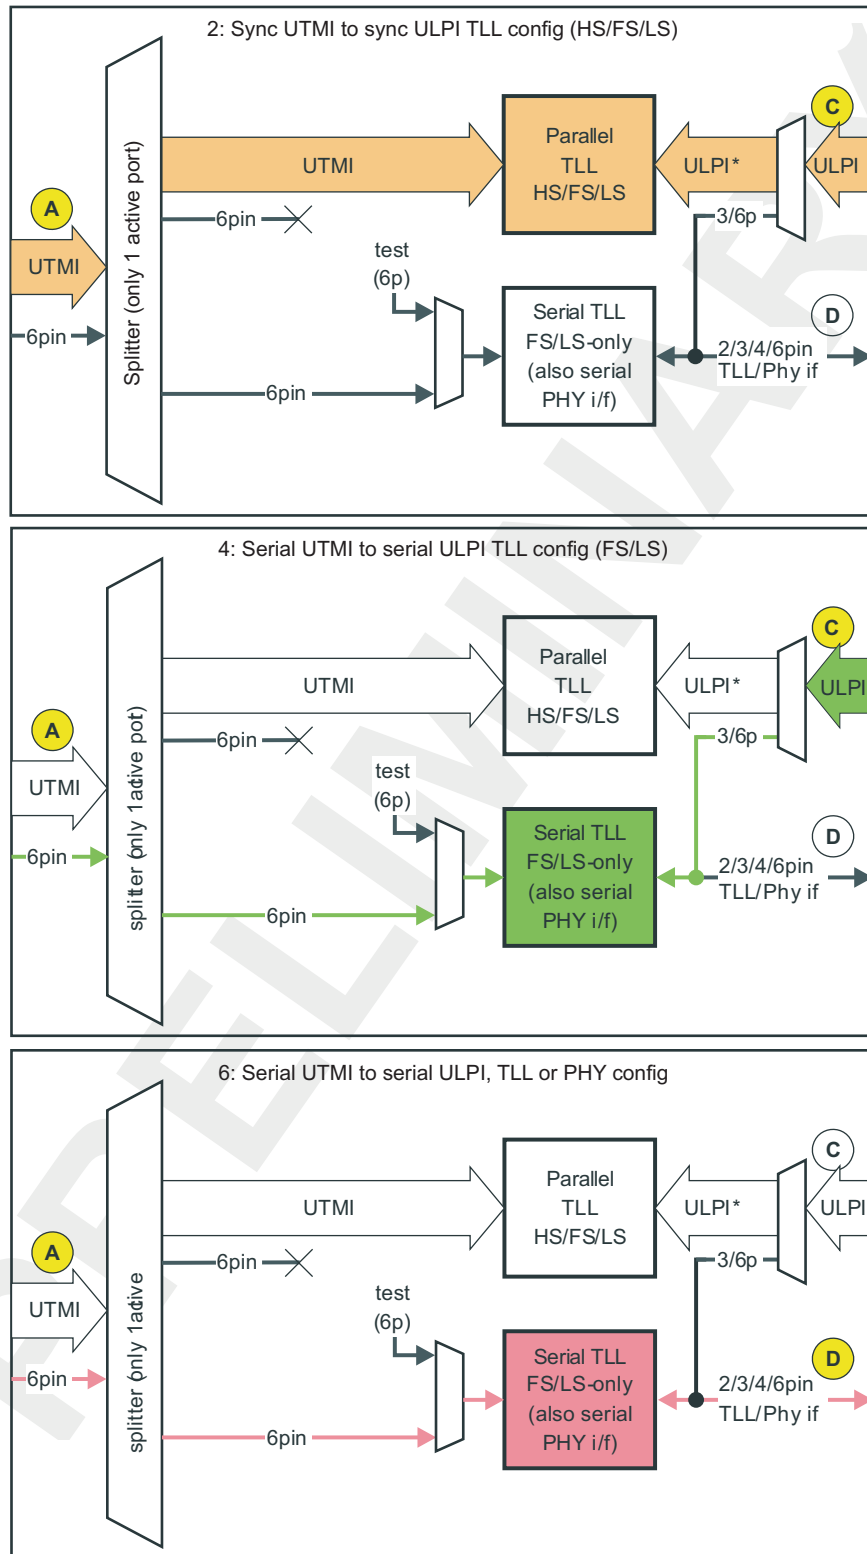 2: Sync UTMI to sync ULPI TLL config (HS/FS/LS)
Splitter (only 1 active port)
A
UTMI
6pin
UTMI
6pin
test
(6p)
6pin
Parallel
TLL
HS/FS/LS
Serial TLL
FS/LS-only
(also serial
PHY i/f)
ULPI*
C
ULPI
3/6p
D
2/3/4/6pin
TLL/Phy if
4: Serial UTMI to serial ULPI TLL config (FS/LS)
splitter (only 1active pot)
A
UTMI
6pin
UTMI
6pin
test
(6p)
6pin
Parallel
TLL
HS/FS/LS
Serial TLL
FS/LS-only
(also serial
PHY i/f)
ULPI*
C
ULPI
3/6p
D
2/3/4/6pin
TLL/Phy if
6: Serial UTMI to serial ULPI, TLL or PHY config
splitter (only 1active
A
UTMI
6pin
UTMI
6pin
test
(6p)
6pin
Parallel
TLL
HS/FS/LS
Serial TLL
FS/LS-only
(also serial
PHY i/f)
ULPI*
C
ULPI
3/6p
D
2/3/4/6pin
TLL/Phy if
PRELIMINARY